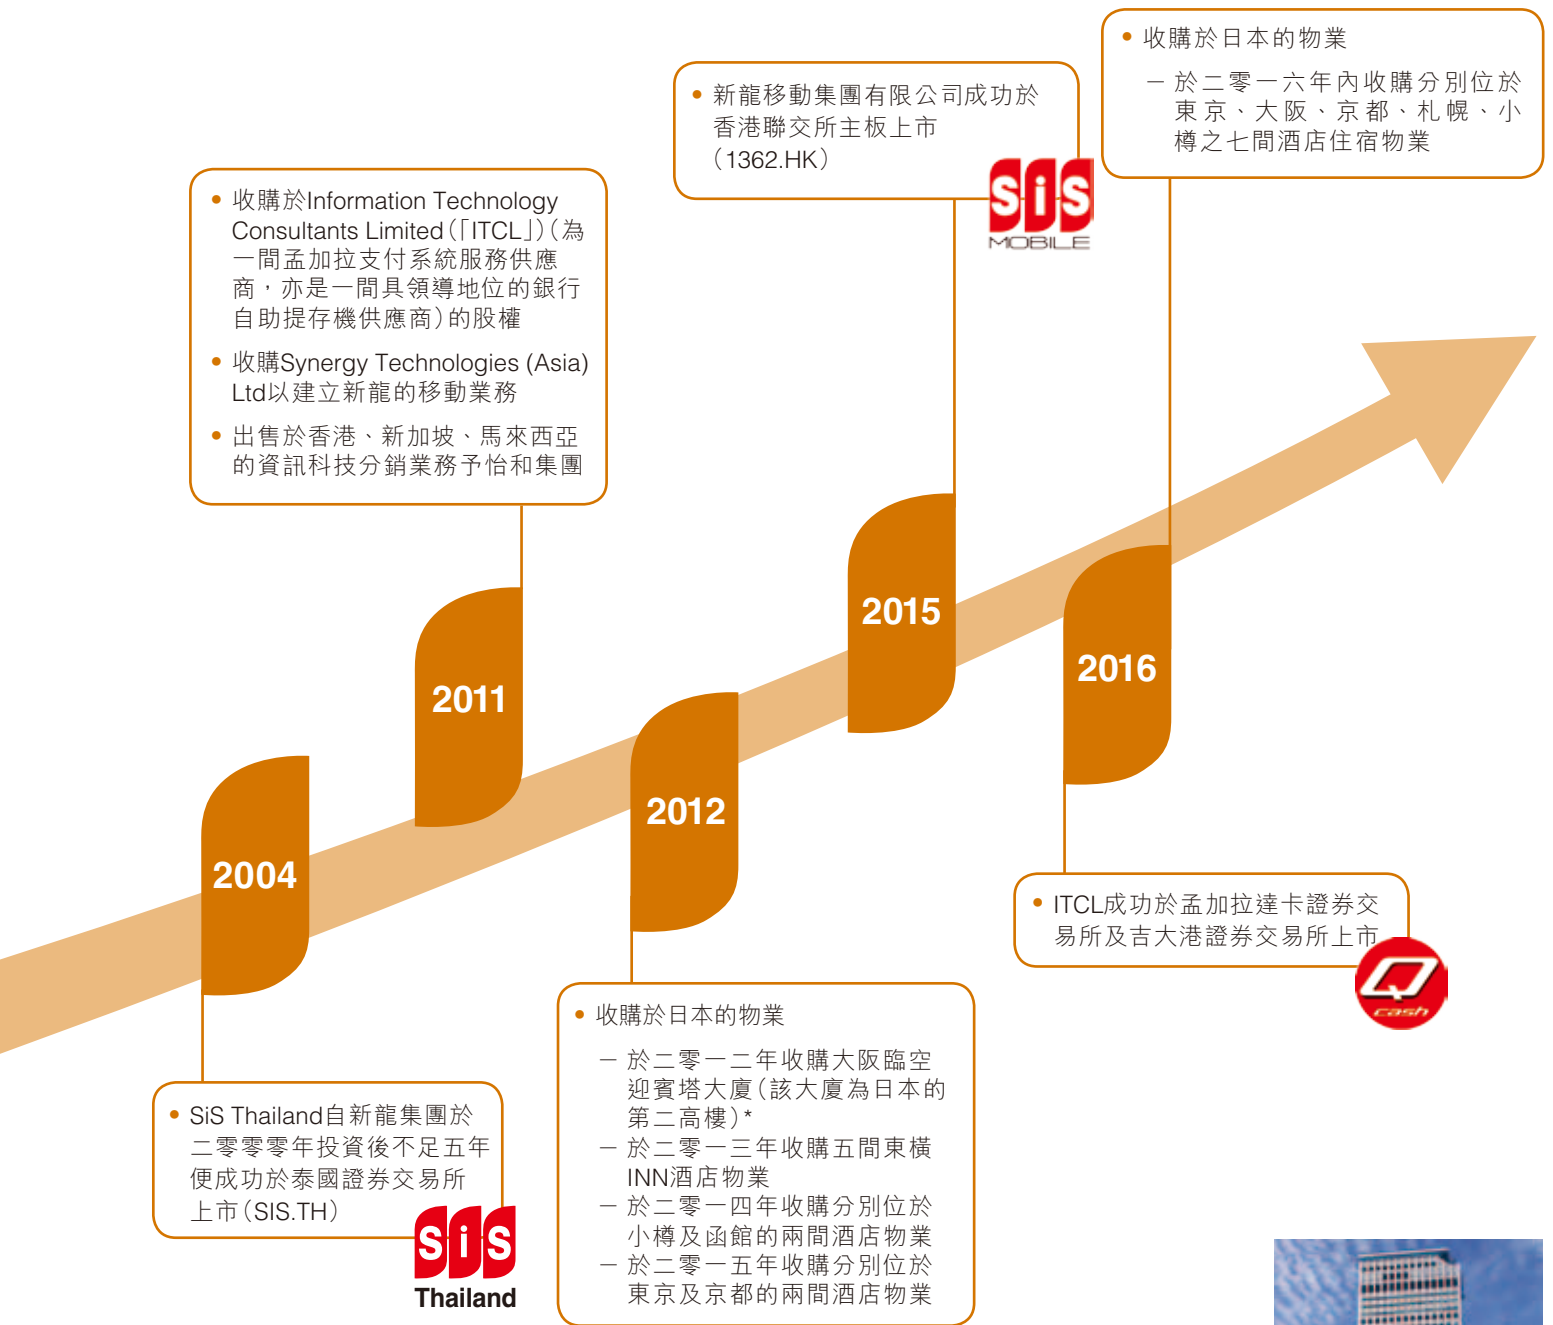 2004
• SiS Thailand自新龍集團於
二零零零年投資後不足五年
便成功於泰國證券交易所
上市（SIS.TH）
SiS
Thailand
• 收購於Information Technology
Consultants Limited（「ITCL」）（為
一間孟加拉支付系統服務供應
商，亦是一間具領導地位的銀行
自助提存機供應商）的股權
• 收購Synergy Technologies (Asia)
Ltd以建立新龍的移動業務
• 出售於香港、新加坡、馬來西亞
的資訊科技分銷業務予怡和集團
2011
2012
• 收購於日本的物業
－ 於二零一二年收購大阪臨空
迎賓塔大廈（該大廈為日本的
第二高樓）*
－ 於二零一三年收購五間東橫
INN酒店物業
－ 於二零一四年收購分別位於
小樽及函館的兩間酒店物業
－ 於二零一五年收購分別位於
東京及京都的兩間酒店物業
• 新龍移動集團有限公司成功於
香港聯交所主板上市
（1362.HK）
SiS
MOBILE
2015
• 收購於日本的物業
－ 於二零一六年內收購分別位於
東京、大阪、京都、札幌、小
樽之七間酒店住宿物業
2016
• ITCL成功於孟加拉達卡證券交
易所及吉大港證券交易所上市
Q
cash